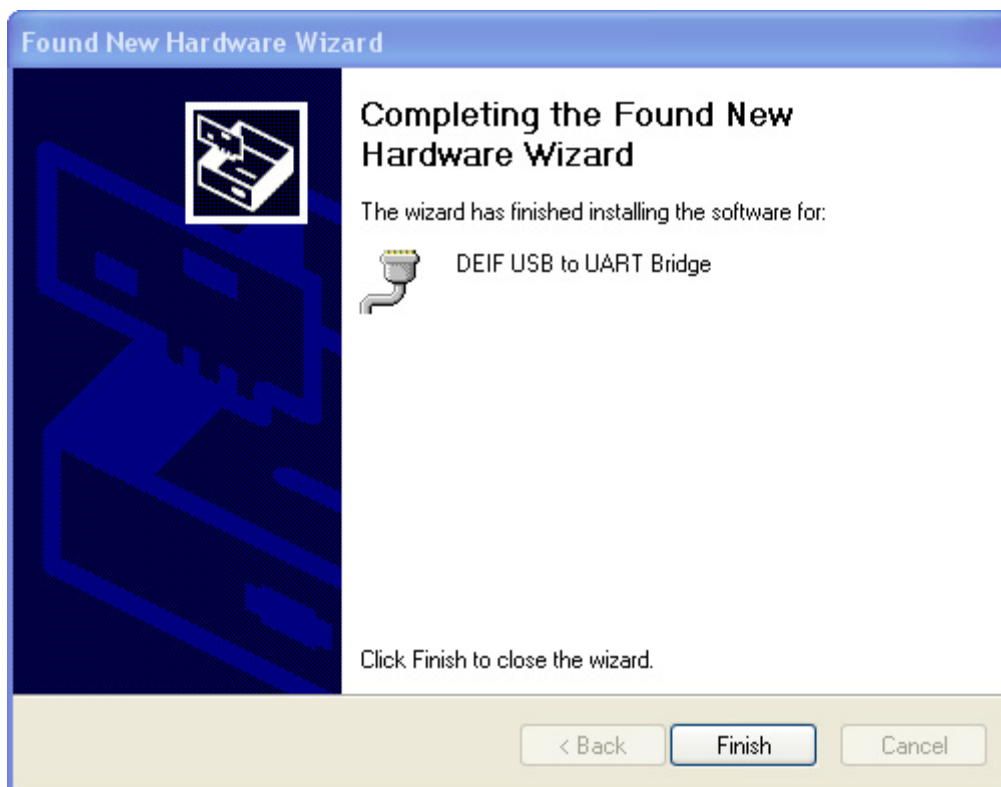 Found New Hardware Wizard
Completing the Found New
Hardware Wizard
The wizard has finished installing the software for:
DEIF USB to UART Bridge
Click Finish to close the wizard.
< Back
Finish
Cancel